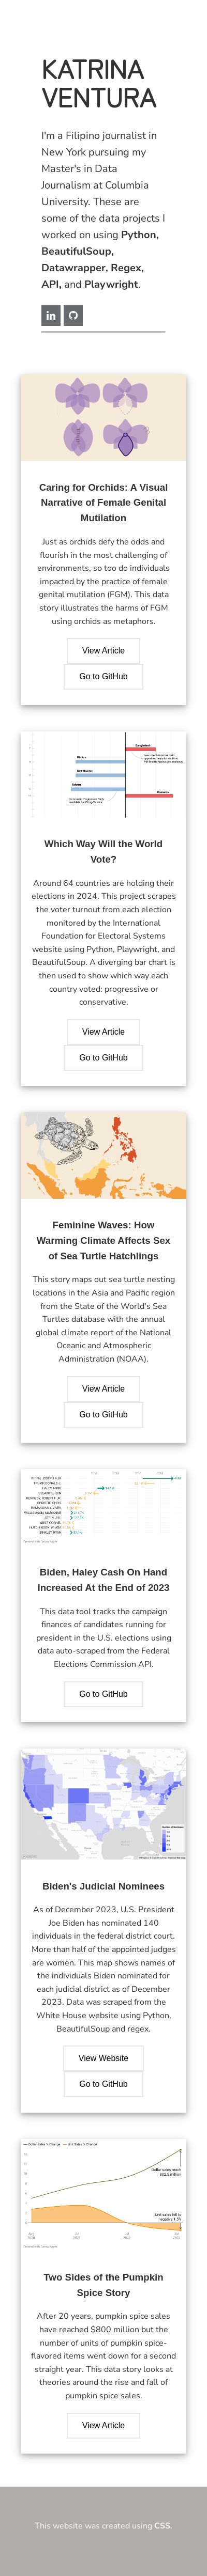 KATRINA
VENTURA
I'm a Filipino journalist in
New York pursuing my
Master's in Data
Journalism at Columbia
University. These are
some of the data projects I
worked on using Python,
BeautifulSoup,
Datawrapper, Regex,
API, and Playwright.
in
Caring for Orchids: A Visual
Narrative of Female Genital
Mutilation
Just as orchids defy the odds and
flourish in the most challenging of
environments, so too do individuals
impacted by the practice of female
genital mutilation (FGM). This data
story illustrates the harms of FGM
using orchids as metaphors.
View Article
Go to GitHub
Which Way Will the World
Vote?
Around 64 countries are holding their
elections in 2024. This project scrapes
the voter turnout from each election
monitored by the International
Foundation for Electoral Systems
website using Python, Playwright, and
BeautifulSoup. A diverging bar chart is
then used to show which way each
country voted: progressive or
conservative.
View Article
Go to GitHub
Feminine Waves: How
Warming Climate Affects Sex
of Sea Turtle Hatchlings
This story maps out sea turtle nesting
locations in the Asia and Pacific region
from the State of the World's Sea
Turtles database with the annual
global climate report of the National
Oceanic and Atmospheric
Administration (NOAA).
View Article
Go to GitHub
Biden, Haley Cash On Hand
Increased At the End of 2023
This data tool tracks the campaign
finances of candidates running for
president in the U.S. elections using
data auto-scraped from the Federal
Elections Commission API.
Go to GitHub
Biden's Judicial Nominees
As of December 2023, U.S. President
Joe Biden has nominated 140
individuals in the federal district court.
More than half of the appointed judges
are women. This map shows names of
the individuals Biden nominated for
each judicial district as of December
2023. Data was scraped from the
White House website using Python,
BeautifulSoup and regex.
View Website
Go to GitHub
Dollar Sales % Change Unit Sales % Change
Dollar sales reach
Unit sales fell to
negative 1.5%
Two Sides of the Pumpkin
Spice Story
After 20 years, pumpkin spice sales
have reached $800 million but the
number of units of pumpkin spice-
flavored items went down for a second
straight year. This data story looks at
theories around the rise and fall of
pumpkin spice sales.
View Article
This website was created using CSS.